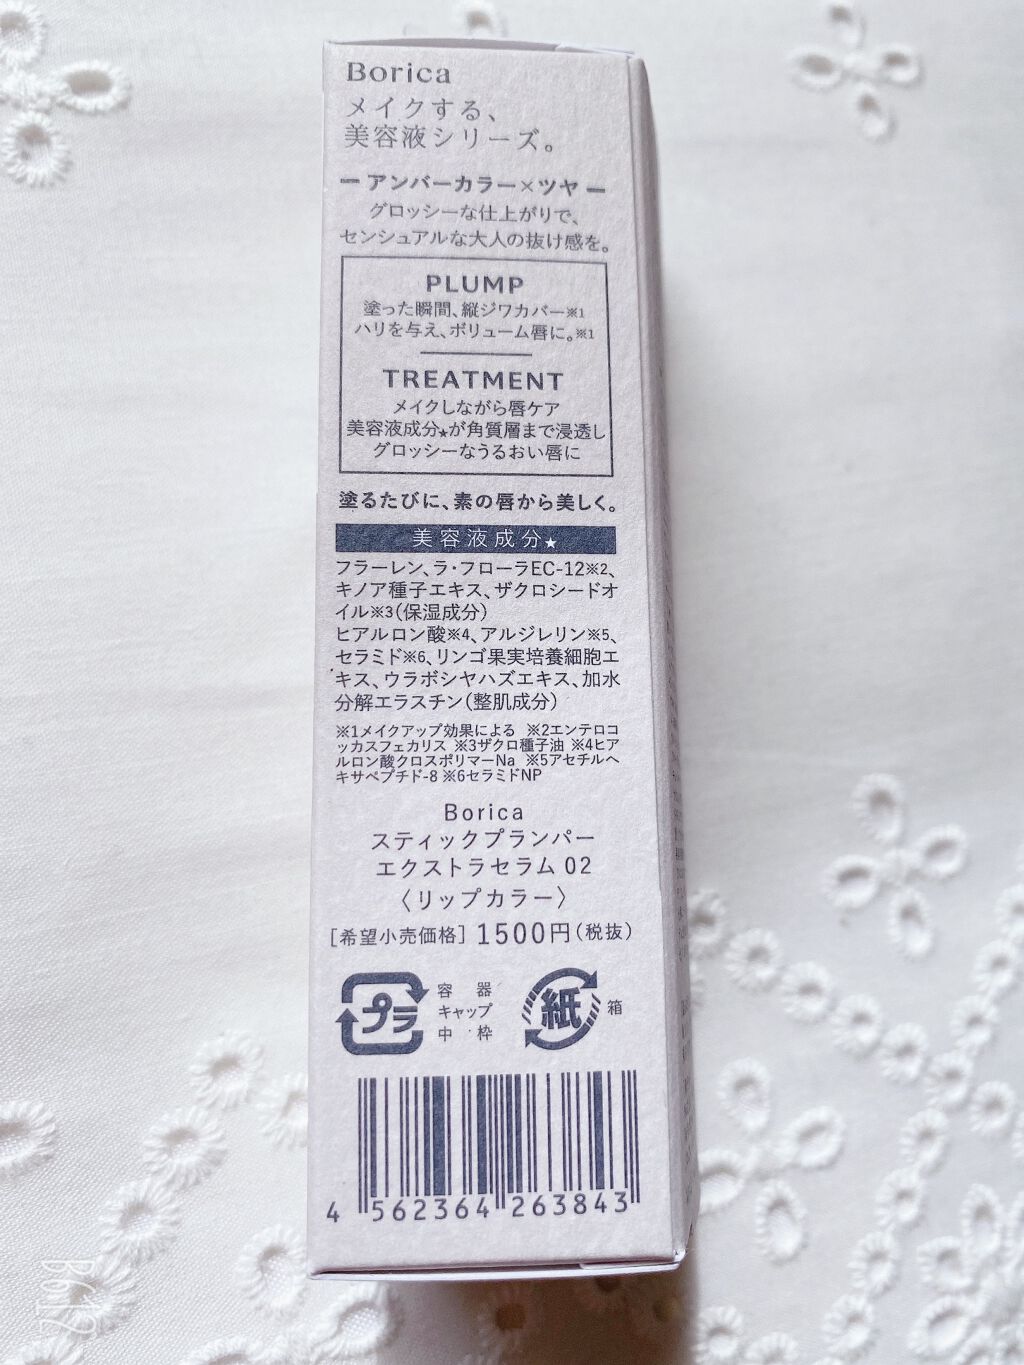 Borica
メイクする、
美容液シリーズ。
ー アンバーカラー×ツヤ ー
グロッシーな仕上がりで、
センシュアルな大人の抜け感を。
PLUMP
塗った瞬間、縦ジワカバー※1
ハリを与え、ボリューム唇に。※1
TREATMENT
メイクしながら唇ケア
美容液成分★が角質層まで浸透し
グロッシーなうるおい唇に
塗るたびに、素の唇から美しく。
美容液成分★
フラーレン、ラ・フローラEC-12※2、
キノア種子エキス、ザクロシードオ
イル※3(保湿成分)
ヒアルロン酸※4、アルジレリン※5、
セラミド※6、リンゴ果実培養細胞エ
キス、ウラボシヤハズエキス、加水
分解エラスチン(整肌成分)
※1メイクアップ効果による ※2エンテロコ
ッカスフェカリス ※3ザクロ種子油 ※4ヒア
ルロン酸クロスポリマーNa ※5アセチルヘ
キサペプチド-8 ※6セラミドNP
Borica
スティックプランパー
エクストラセラム 02
〈リップカラー〉
[希望小売価格] 1500円(税抜)
プラ 容器
キャップ
中枠
紙 箱
4 562364 263843
B612